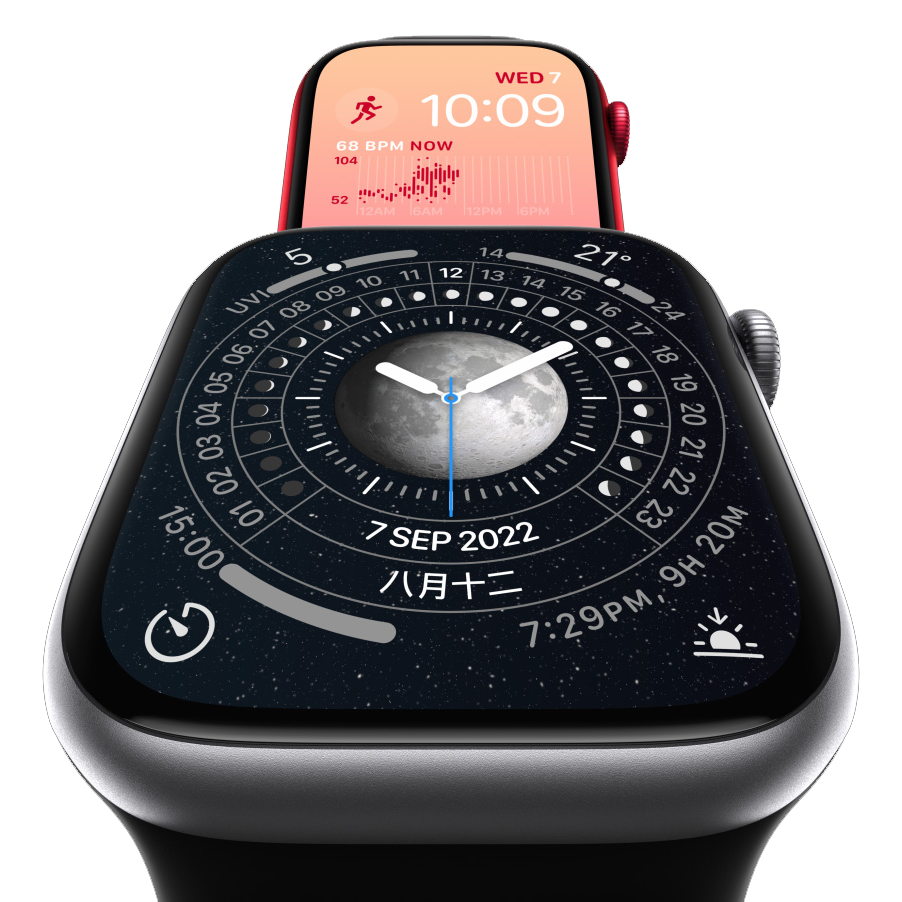 WED 7
10:09
68 BPM NOW
104
52
12AM 6AM 12PM 6PM
5
UVI
14
21°
24
01 02 03 04 05 06 07 08 09 10 11 12 13 14 15 16 17 18 19 20 21 22 23
7 SEP 2022
八月十二
15:00
7:29PM, 9H 20M